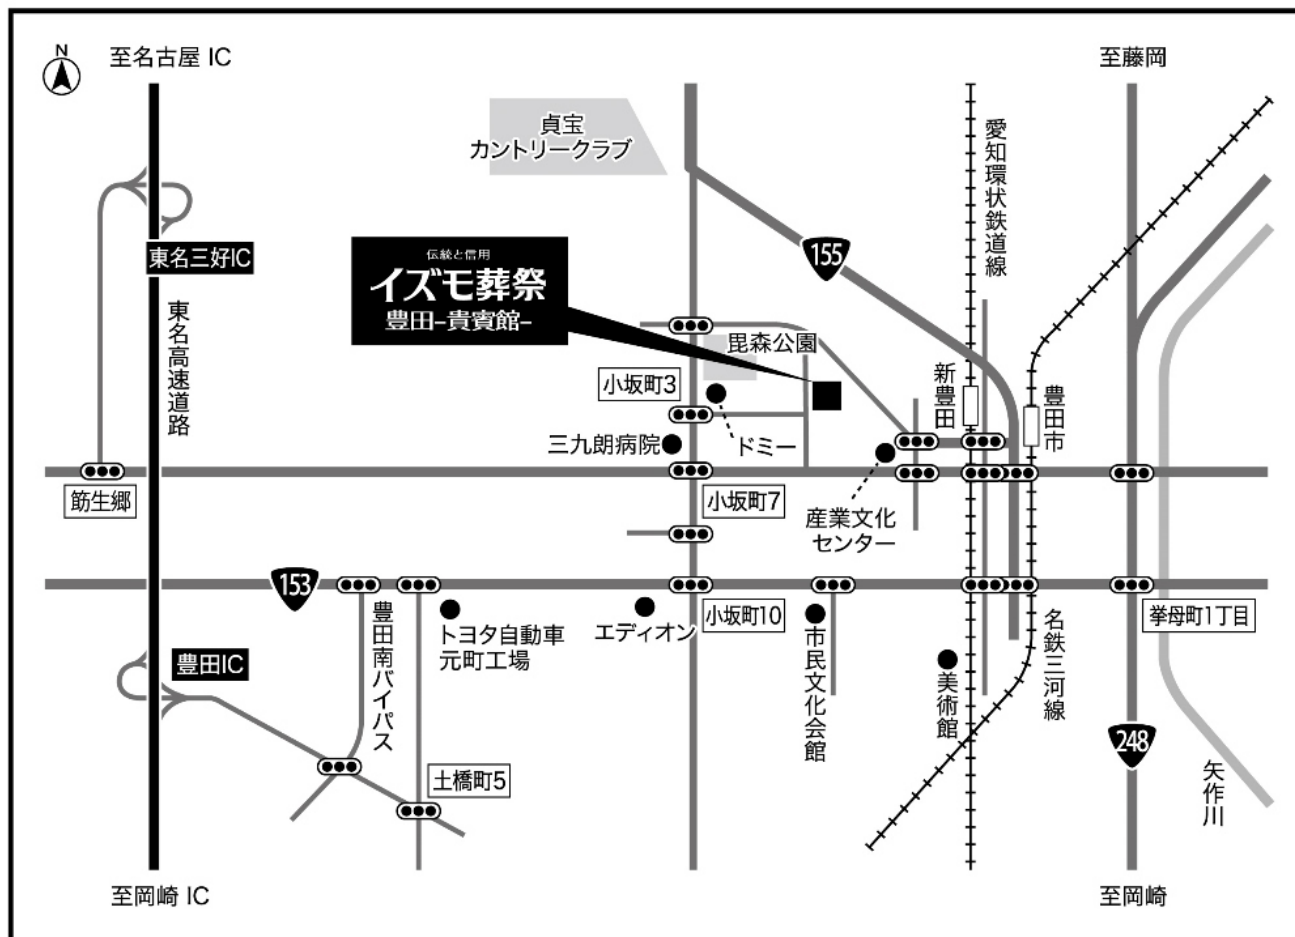 N
至名古屋 IC
至藤岡
貞宝
カントリークラブ
愛知環状鉄道線
155
東名三好IC
伝統と信用
イズモ葬祭
豊田-貴賓館-
東名高速道路
毘森公園
小坂町3
新豊田
豊田市
三九朗病院
ドミー
筋生郷
小坂町7
産業文化
センター
153
豊田南バイパス
トヨタ自動車
元町工場
エディオン
小坂町10
市民文化会館
美術館
名鉄三河線
挙母町1丁目
豊田IC
248
土橋町5
矢作川
至岡崎 IC
至岡崎